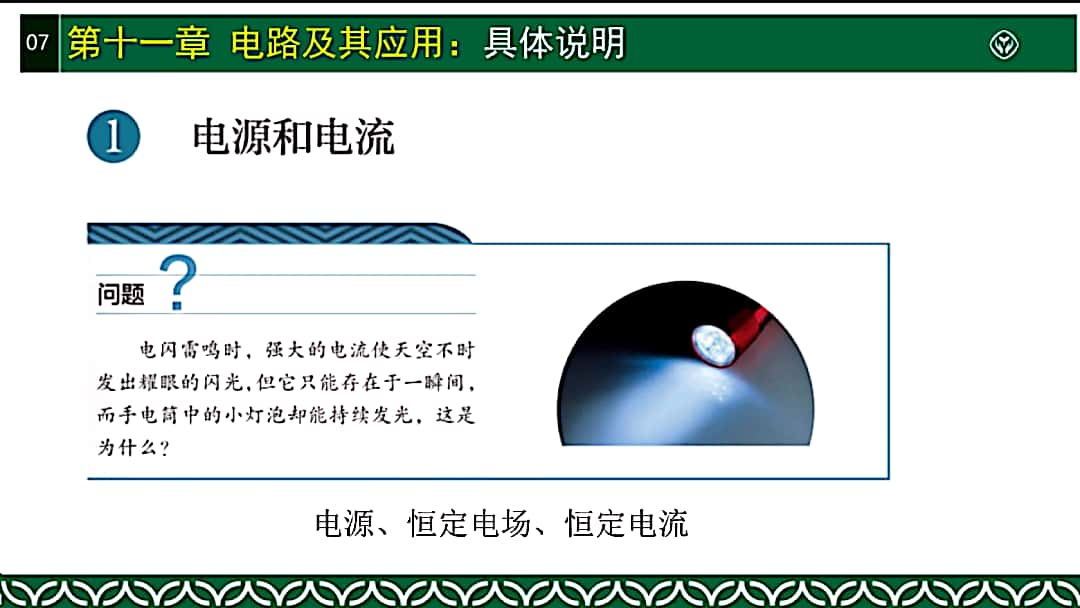 07 第十一章 电路及其应用：具体说明
1 电源和电流
问题？
电闪雷鸣时，强大的电流使天空不时
发出耀眼的闪光，但它只能存在于一瞬间，
而手电筒中的小灯泡却能持续发光，这是
为什么？
电源、恒定电场、恒定电流